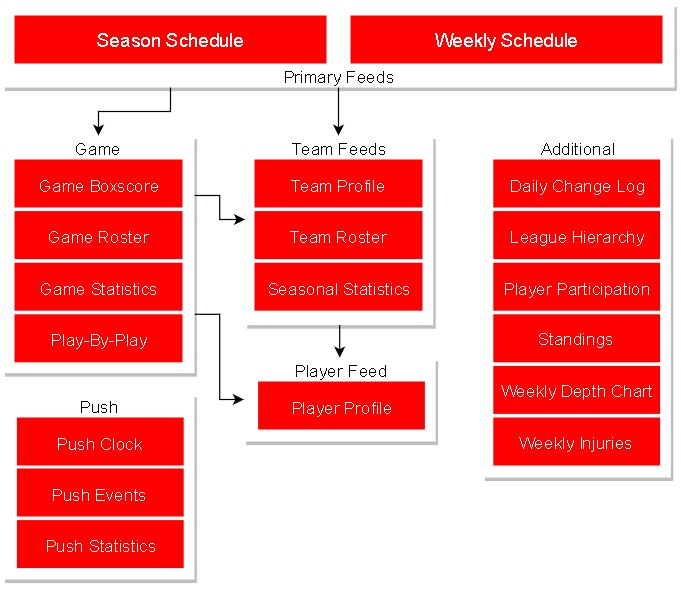 Season Schedule
Weekly Schedule
Primary Feeds
Game
Game Boxscore
Game Roster
Game Statistics
Play-By-Play
Team Feeds
Team Profile
Team Roster
Seasonal Statistics
Player Feed
Player Profile
Additional
Daily Change Log
League Hierarchy
Player Participation
Standings
Weekly Depth Chart
Weekly Injuries
Push
Push Clock
Push Events
Push Statistics